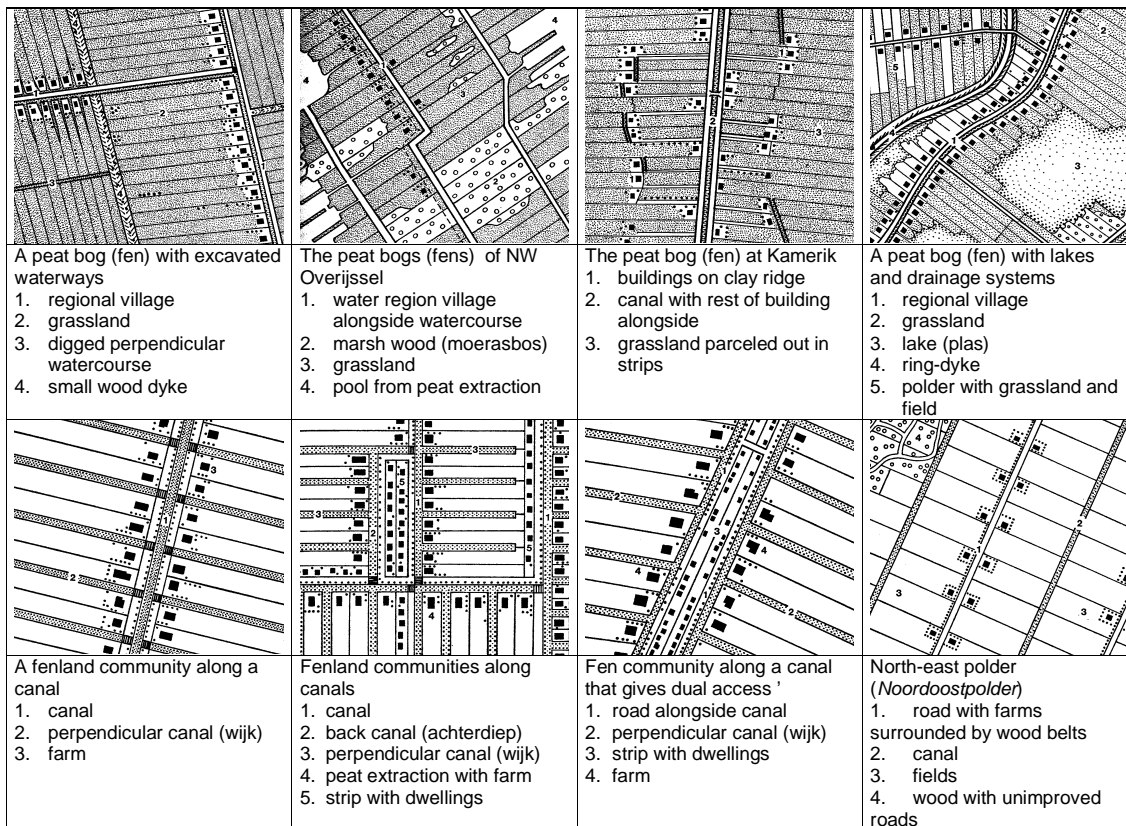 A peat bog (fen) with excavated
waterways
1. regional village
2. grassland
3. digged perpendicular
watercourse
4. small wood dyke
The peat bogs (fens) of NW
Overijssel
1. water region village
alongside watercourse
2. marsh wood (moerasbos)
3. grassland
4. pool from peat extraction
The peat bog (fen) at Kamerik
1. buildings on clay ridge
2. canal with rest of building
alongside
3. grassland parceled out in
strips
A peat bog (fen) with lakes
and drainage systems
1. regional village
2. grassland
3. lake (plas)
4. ring-dyke
5. polder with grassland and
field
A fenland community along a
canal
1. canal
2. perpendicular canal (wijk)
3. farm
Fenland communities along
canals
1. canal
2. back canal (achterdiep)
3. perpendicular canal (wijk)
4. peat extraction with farm
5. strip with dwellings
Fen community along a canal
that gives dual access '
1. road alongside canal
2. perpendicular canal (wijk)
3. strip with dwellings
4. farm
North-east polder
(Noordoostpolder)
1. road with farms
surrounded by wood belts
2. canal
3. fields
4. wood with unimproved
roads